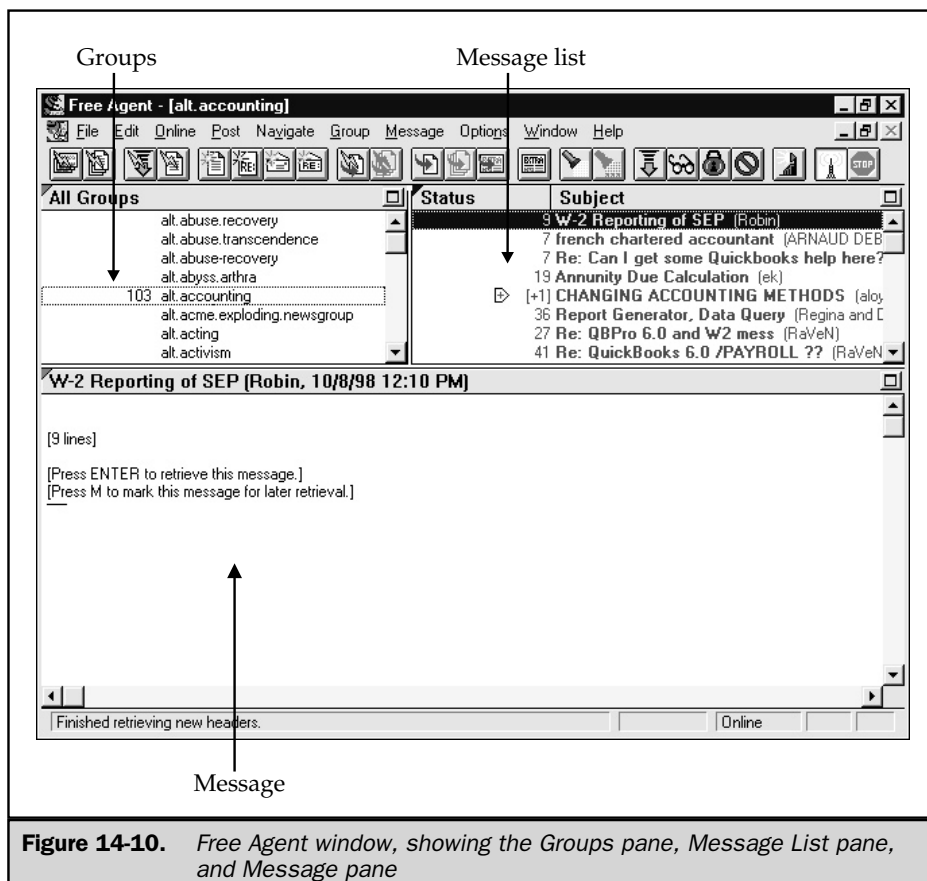 Groups
Message list
Free Agent - [alt.accounting]
File Edit Online Post Navigate Group Message Options Window Help
RE: RE: EXTRA EXTRA STOP
All Groups
Status Subject
alt.abuse.recovery
alt.abuse.transcendence
alt.abuse-recovery
alt.abyss.arthra
103 alt.accounting
alt.acme.exploding.newsgroup
alt.acting
alt.activism
9 W-2 Reporting of SEP (Robin)
7 french chartered accountant (ARNAUD DEB
7 Re: Can I get some Quickbooks help here?
19 Annunity Due Calculation (ek)
[+1] CHANGING ACCOUNTING METHODS (aloy
36 Report Generator, Data Query (Regina and D
27 Re: QBPro 6.0 and W2 mess (RaVeN)
41 Re: QuickBooks 6.0 /PAYROLL ?? (RaVeN
W-2 Reporting of SEP (Robin, 10/8/98 12:10 PM)
[9 lines]
[Press ENTER to retrieve this message.]
[Press M to mark this message for later retrieval.]
Finished retrieving new headers.
Online
Message
Figure 14-10. Free Agent window, showing the Groups pane, Message List pane,
and Message pane